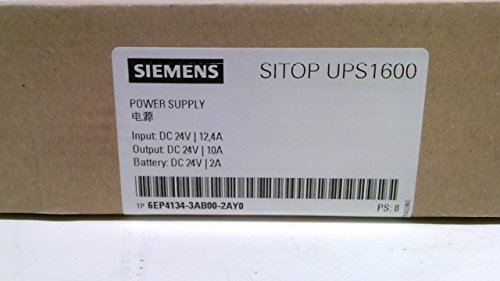 SIEMENS
SITOP UPS1600
POWER SUPPLY
电源
Input: DC 24V | 12,4A
Output: DC 24V | 10A
Battery: DC 24V | 2A
1P 6EP4134-3AB00-2AY0
PS: 8